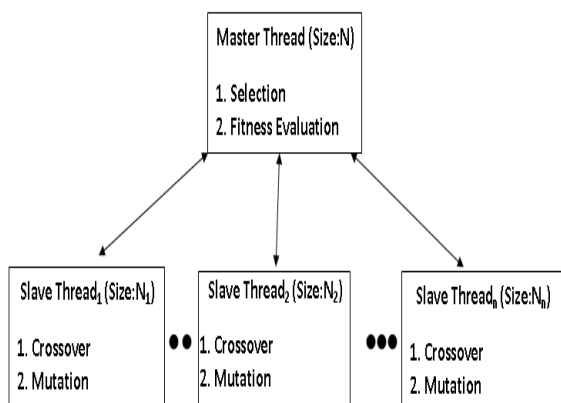 Master Thread (Size:N)
1. Selection
2. Fitness Evaluation
Slave Thread₁ (Size:N₁)
1. Crossover
2. Mutation
Slave Thread₂ (Size:N₂)
1. Crossover
2. Mutation
Slave Threadₙ (Size:Nₙ)
1. Crossover
2. Mutation